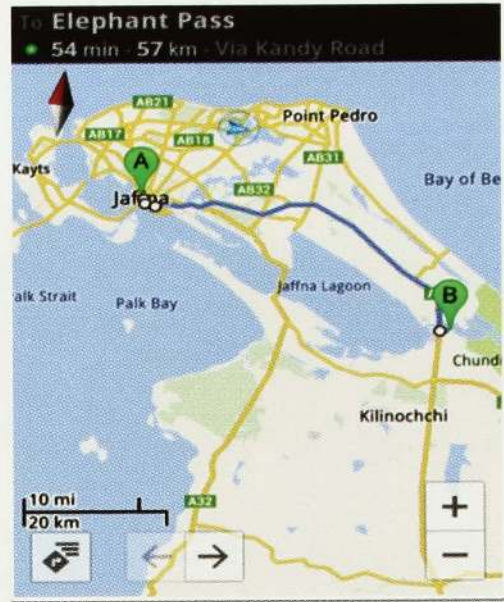 To Elephant Pass
54 min - 57 km - Via Kandy Road
AB21
Point Pedro
AB17
AB18
A
AB31
Kayts
Jaffna
AB32
Bay of Be
alk Strait
Palk Bay
Jaffna Lagoon
B
Chund
Kilinochchi
10 mi
20 km
A32
+
−